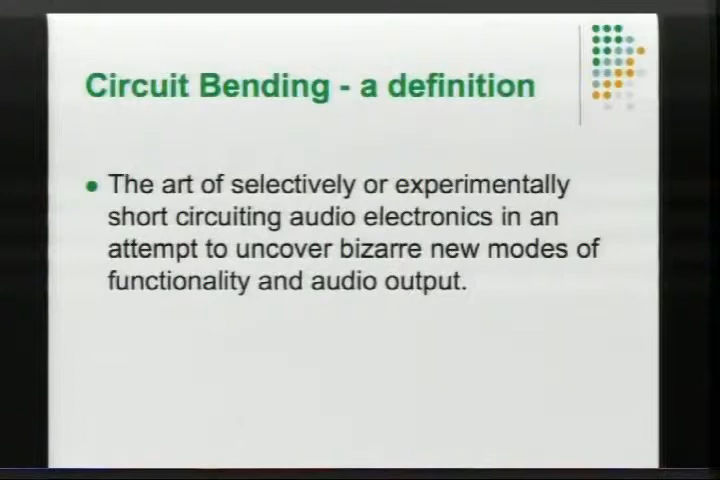 Circuit Bending - a definition
• The art of selectively or experimentally
short circuiting audio electronics in an
attempt to uncover bizarre new modes of
functionality and audio output.